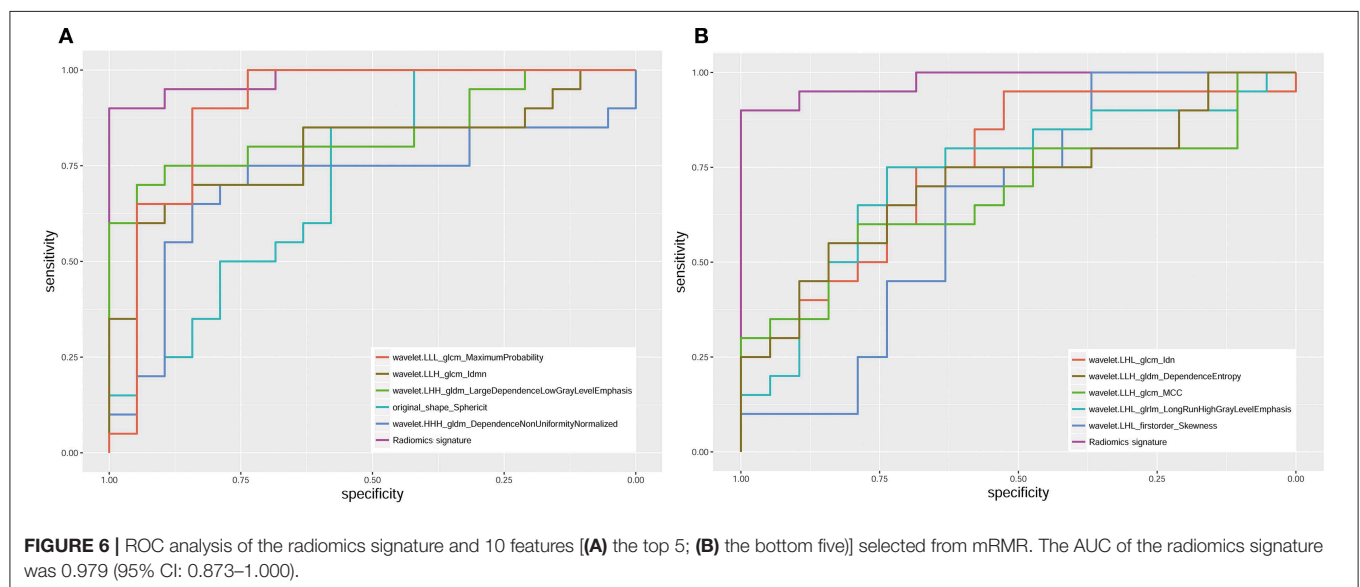 A
1.00
0.75
0.50
0.25
0.00
sensitivity
wavelet.LLL_glcm_MaximumProbability
wavelet.LLH_glcm_Idmn
wavelet.LHH_gldm_LargeDependenceLowGrayLevelEmphasis
original_shape_Sphericit
wavelet.HHH_gldm_DependenceNonUniformityNormalized
Radiomics signature
1.00 0.75 0.50 0.25 0.00
specificity
B
1.00
0.75
0.50
0.25
0.00
sensitivity
wavelet.LHL_glcm_Idn
wavelet.LLH_gldm_DependenceEntropy
wavelet.LLH_glcm_MCC
wavelet.LHL_glrlm_LongRunHighGrayLevelEmphasis
wavelet.LHL_firstorder_Skewness
Radiomics signature
1.00 0.75 0.50 0.25 0.00
specificity
FIGURE 6 | ROC analysis of the radiomics signature and 10 features [(A) the top 5; (B) the bottom five)] selected from mRMR. The AUC of the radiomics signature
was 0.979 (95% CI: 0.873–1.000).